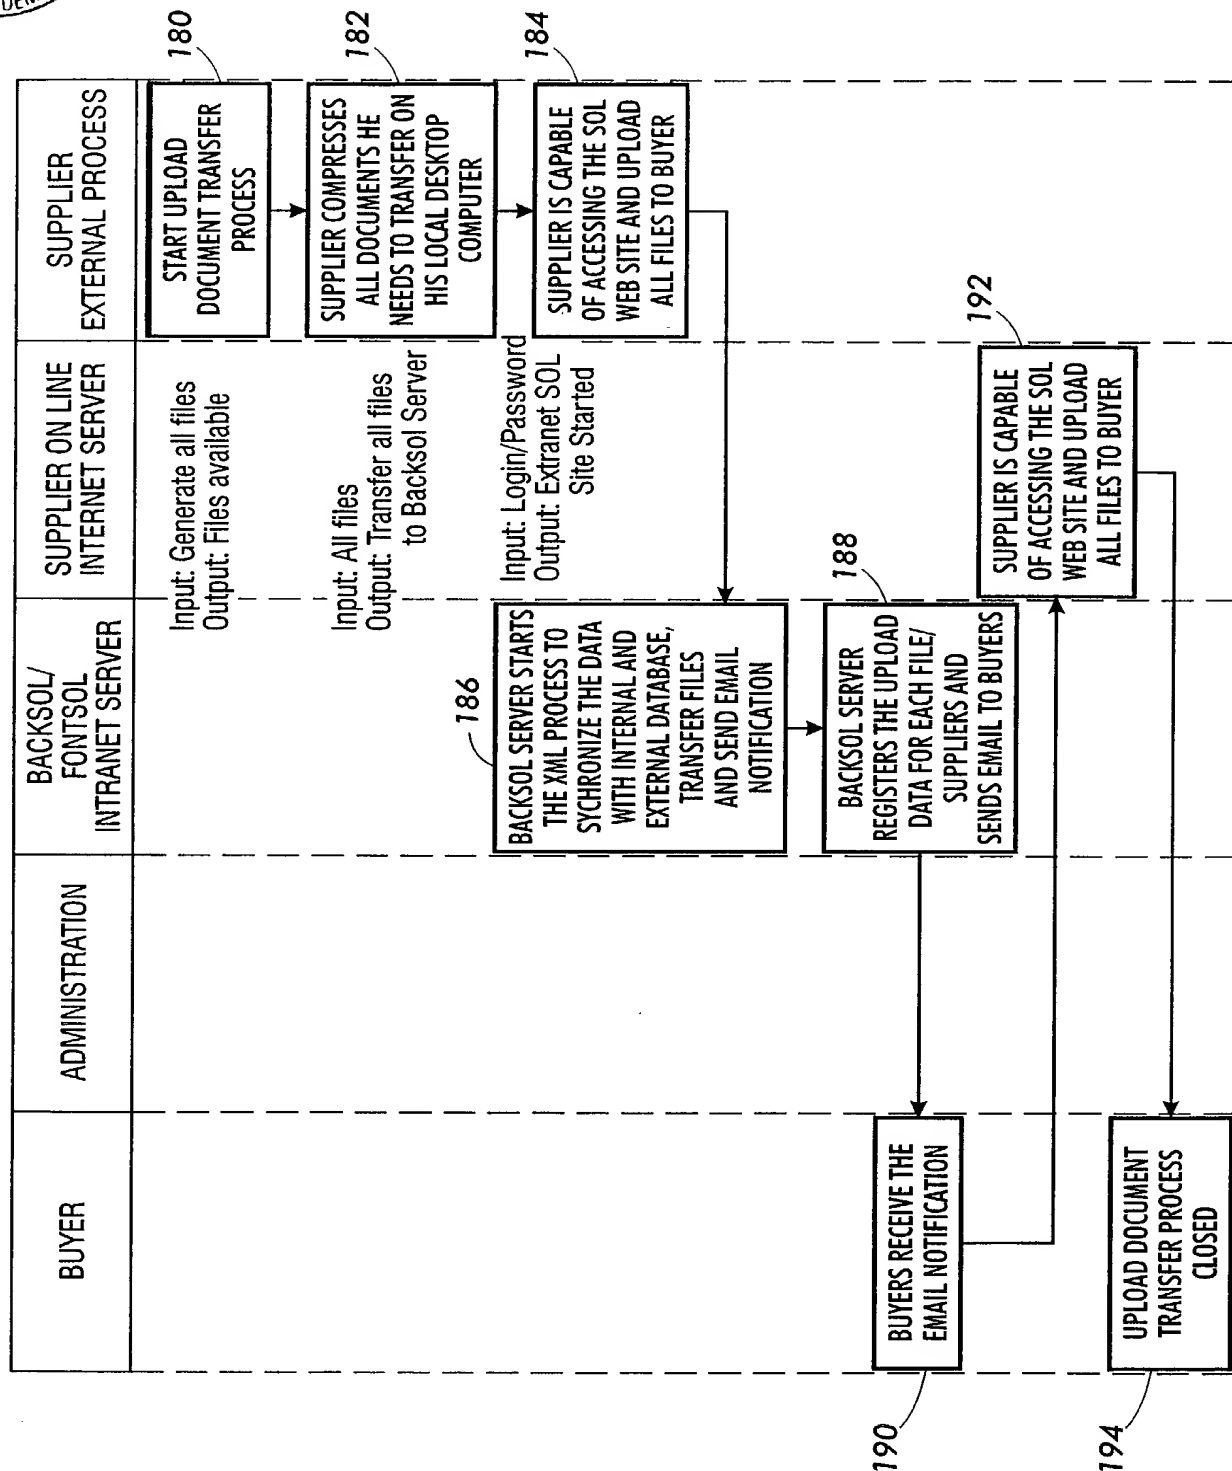 DEM
BUYER
ADMINISTRATION
BACKSOL/
FONTSOL
INTRANET SERVER
SUPPLIER ON LINE
INTERNET SERVER
SUPPLIER
EXTERNAL PROCESS
180
START UPLOAD
DOCUMENT TRANSFER
PROCESS
Input: Generate all files
Output: Files available
182
SUPPLIER COMPRESSES
ALL DOCUMENTS HE
NEEDS TO TRANSFER ON
HIS LOCAL DESKTOP
COMPUTER
Input: All files
Output: Transfer all files
to Backsol Server
184
SUPPLIER IS CAPABLE
OF ACCESSING THE SOL
WEB SITE AND UPLOAD
ALL FILES TO BUYER
Input: Login/Password
Output: Extranet SOL
Site Started
186
BACKSOL SERVER STARTS
THE XML PROCESS TO
SYCHRONIZE THE DATA
WITH INTERNAL AND
EXTERNAL DATABASE,
TRANSFER FILES
AND SEND EMAIL
NOTIFICATION
188
BACKSOL SERVER
REGISTERS THE UPLOAD
DATA FOR EACH FILE/
SUPPLIERS AND
SENDS EMAIL TO BUYERS
190
BUYERS RECEIVE THE
EMAIL NOTIFICATION
192
SUPPLIER IS CAPABLE
OF ACCESSING THE SOL
WEB SITE AND UPLOAD
ALL FILES TO BUYER
194
UPLOAD DOCUMENT
TRANSFER PROCESS
CLOSED